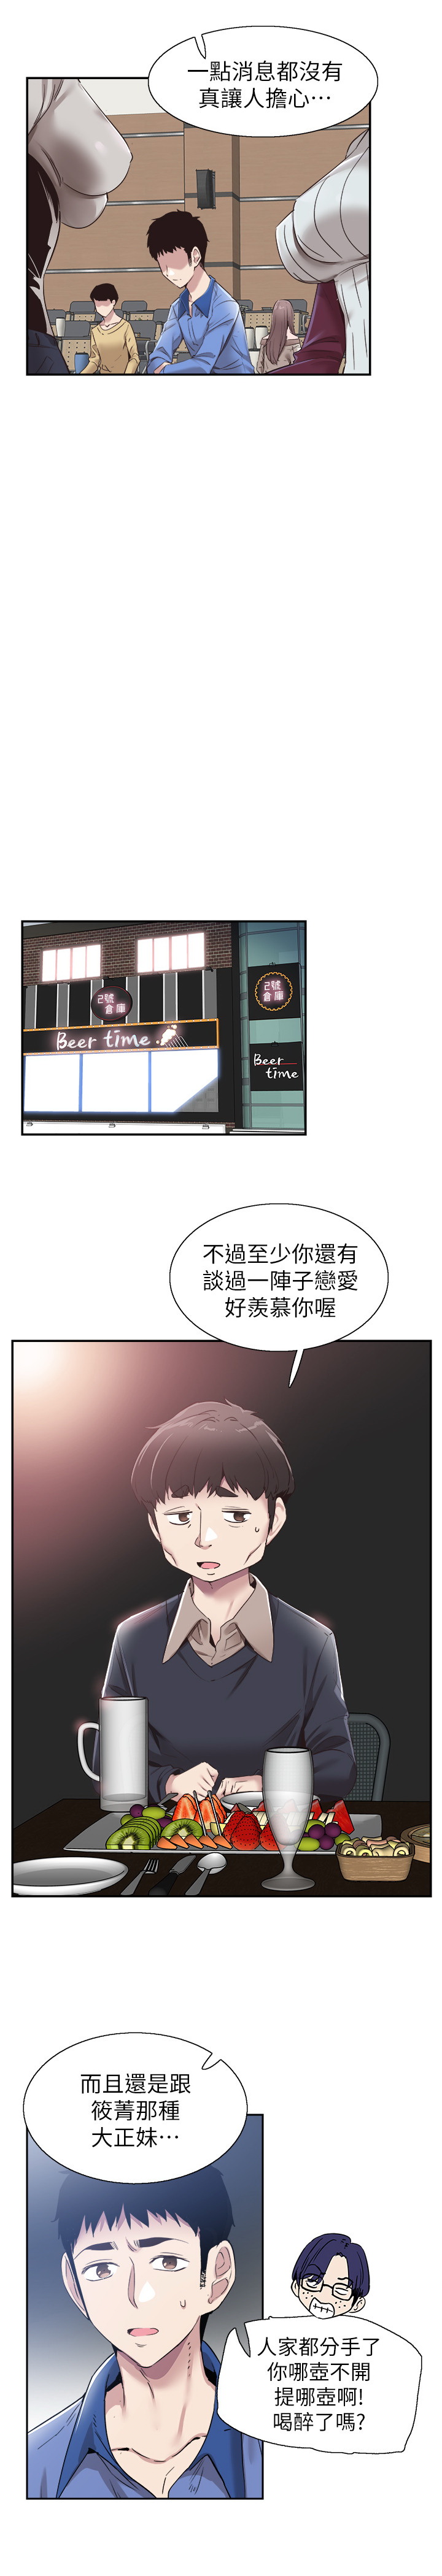 一點消息都沒有
真讓人擔心…
2號
倉庫
Beer time
2號
倉庫
Beer
time
不過至少你還有
談過一陣子戀愛
好羨慕你喔
而且還是跟
筱菁那種
大正妹…
人家都分手了
你哪壺不開
提哪壺啊!
喝醉了嗎?